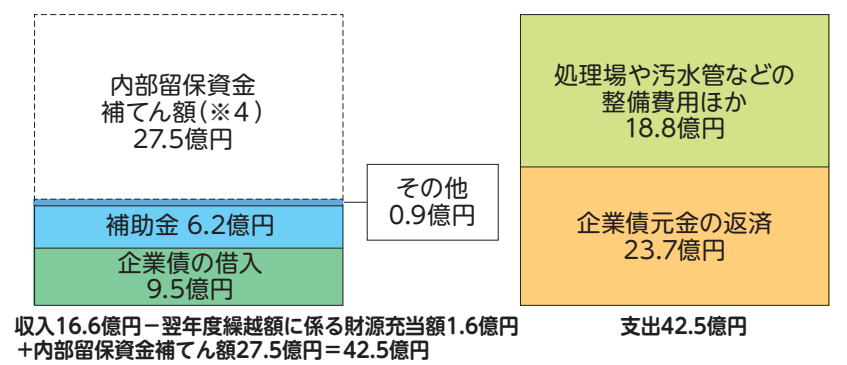 内部留保資金
補てん額(※4)
27.5億円
その他
0.9億円
補助金 6.2億円
企業債の借入
9.5億円
収入16.6億円－翌年度繰越額に係る財源充当額1.6億円
＋内部留保資金補てん額27.5億円＝42.5億円
処理場や汚水管などの
整備費用ほか
18.8億円
企業債元金の返済
23.7億円
支出42.5億円